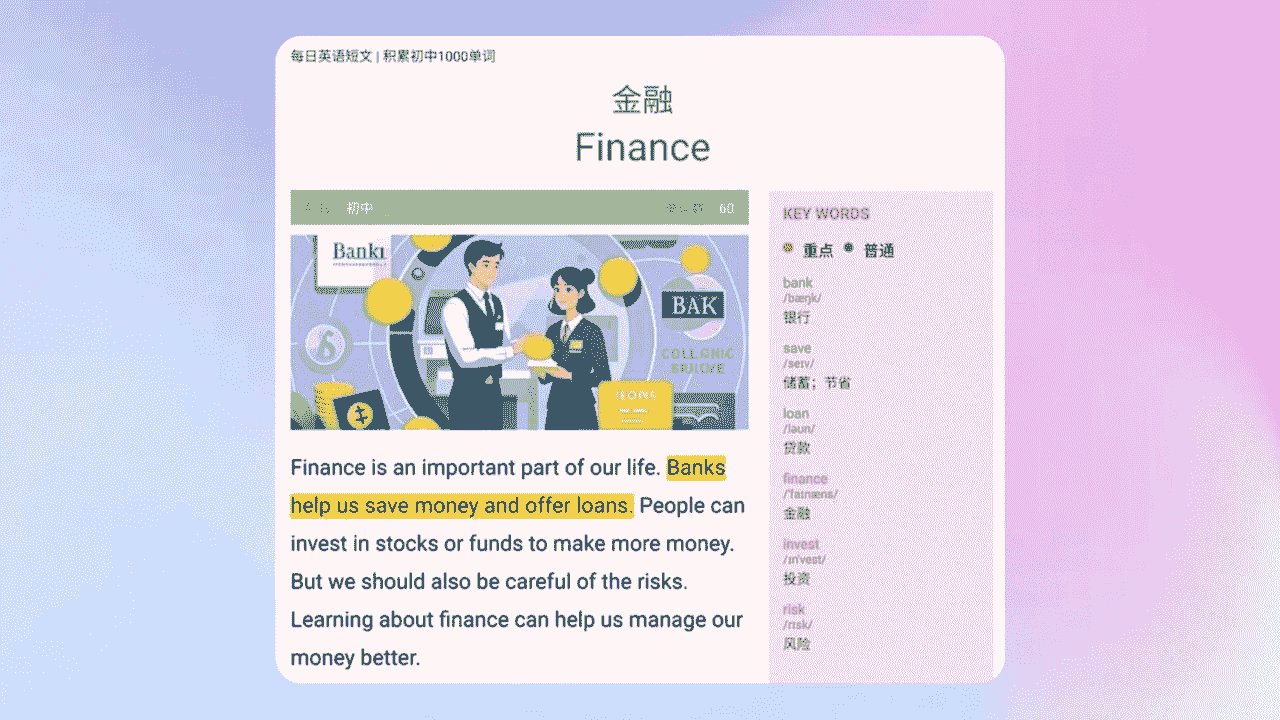 每日英语短文 | 积累初中1000单词
金融
Finance
初中
60
Bankı
BAK
Finance is an important part of our life. Banks
help us save money and offer loans. People can
invest in stocks or funds to make more money.
But we should also be careful of the risks.
Learning about finance can help us manage our
money better.
KEY WORDS
重点 普通
bank
/bæŋk/
银行
save
/seɪv/
储蓄；节省
loan
/ləʊn/
贷款
finance
/ˈfaɪnæns/
金融
invest
/ɪnˈvest/
投资
risk
/rɪsk/
风险